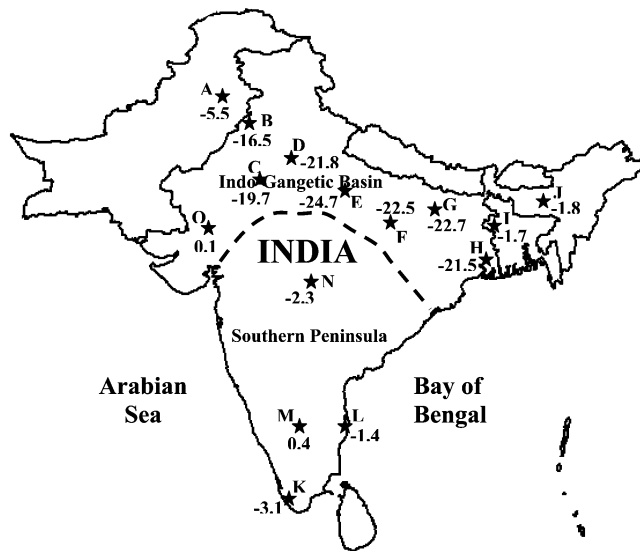 A
-5.5
B
-16.5
D
-21.8
C
Indo-Gangetic Basin
-19.7
-24.7 E
O
0.1
-22.5
F
G
-22.7
I
-1.7
J
-1.8
H
-21.5
INDIA
N
-2.3
Southern Peninsula
Arabian
Sea
Bay of
Bengal
M
0.4
L
-1.4
K
-3.1